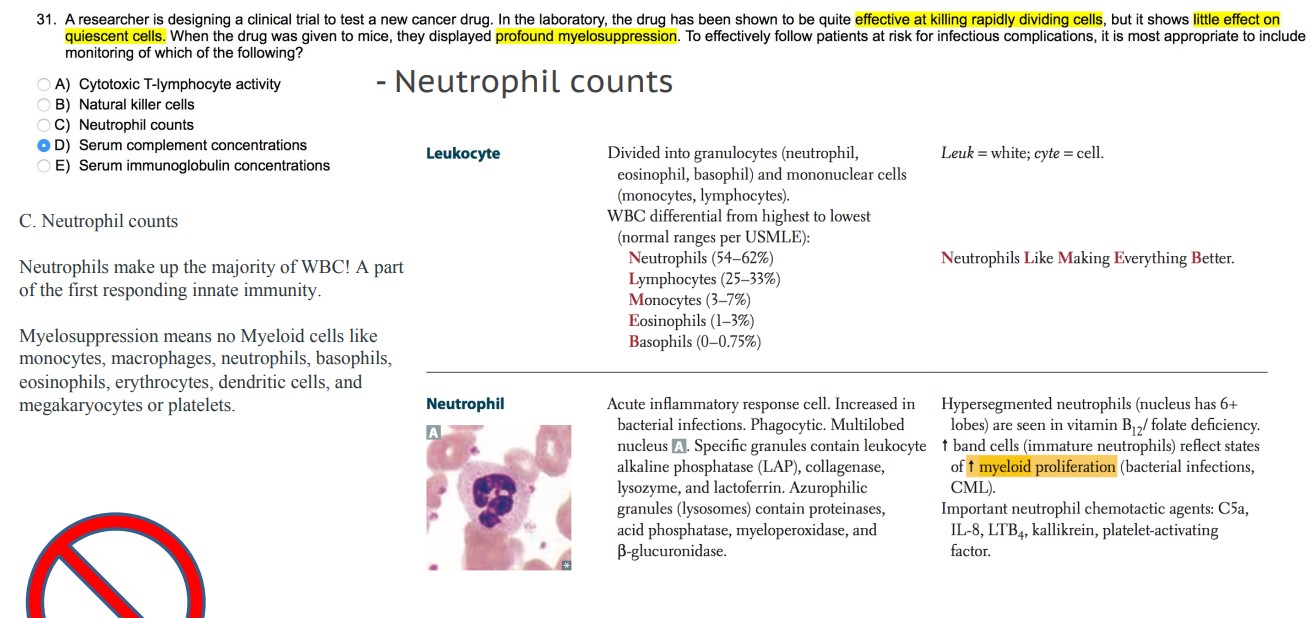 31. A researcher is designing a clinical trial to test a new cancer drug. In the laboratory, the drug has been shown to be quite effective at killing rapidly dividing cells, but it shows little effect on
quiescent cells. When the drug was given to mice, they displayed profound myelosuppression. To effectively follow patients at risk for infectious complications, it is most appropriate to include
monitoring of which of the following?
A) Cytotoxic T-lymphocyte activity
B) Natural killer cells
C) Neutrophil counts
D) Serum complement concentrations
E) Serum immunoglobulin concentrations
- Neutrophil counts
C. Neutrophil counts
Neutrophils make up the majority of WBC! A part
of the first responding innate immunity.
Myelosuppression means no Myeloid cells like
monocytes, macrophages, neutrophils, basophils,
eosinophils, erythrocytes, dendritic cells, and
megakaryocytes or platelets.
Leukocyte
Divided into granulocytes (neutrophil,
eosinophil, basophil) and mononuclear cells
(monocytes, lymphocytes).
WBC differential from highest to lowest
(normal ranges per USMLE):
Neutrophils (54–62%)
Lymphocytes (25–33%)
Monocytes (3–7%)
Eosinophils (1–3%)
Basophils (0–0.75%)
Leuk = white; cyte = cell.
Neutrophils Like Making Everything Better.
Neutrophil
A
Acute inflammatory response cell. Increased in
bacterial infections. Phagocytic. Multilobed
nucleus A. Specific granules contain leukocyte
alkaline phosphatase (LAP), collagenase,
lysozyme, and lactoferrin. Azurophilic
granules (lysosomes) contain proteinases,
acid phosphatase, myeloperoxidase, and
β-glucuronidase.
Hypersegmented neutrophils (nucleus has 6+
lobes) are seen in vitamin B12/ folate deficiency.
↑ band cells (immature neutrophils) reflect states
of ↑ myeloid proliferation (bacterial infections,
CML).
Important neutrophil chemotactic agents: C5a,
IL-8, LTB4, kallikrein, platelet-activating
factor.